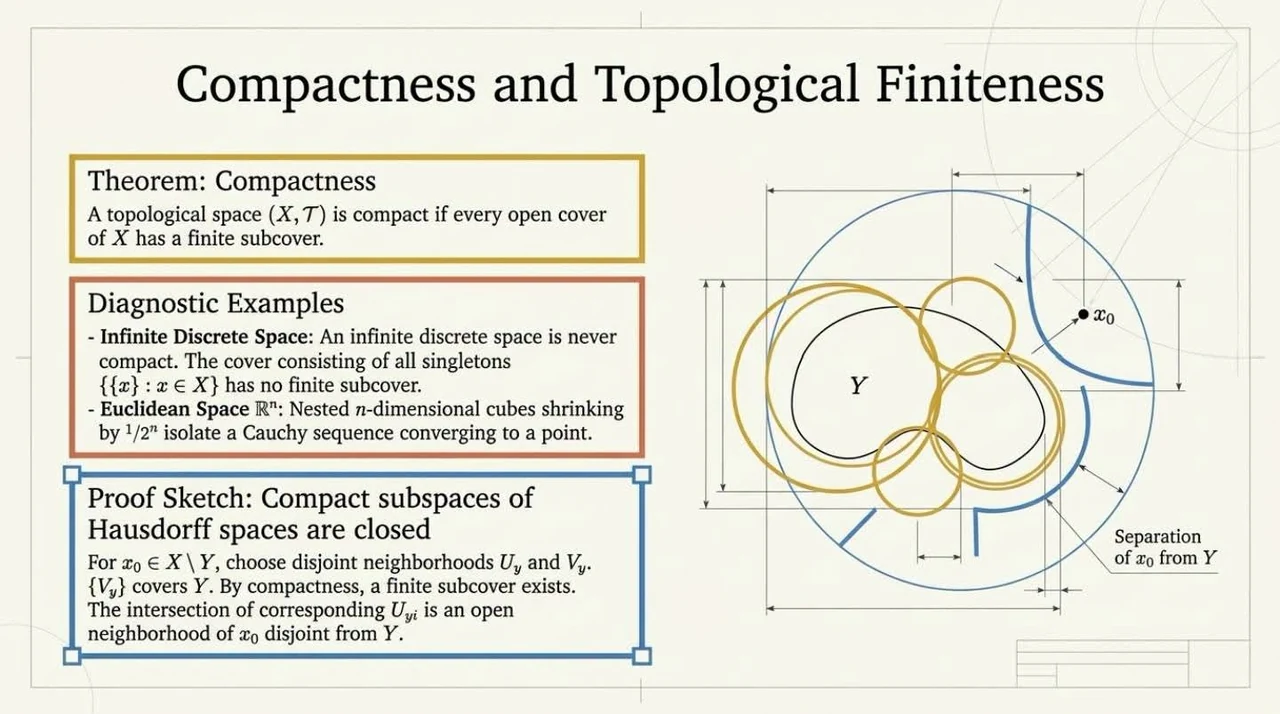 Compactness and Topological Finiteness
Theorem: Compactness
A topological space (X, 𝒯) is compact if every open cover
of X has a finite subcover.
Diagnostic Examples
- Infinite Discrete Space: An infinite discrete space is never
compact. The cover consisting of all singletons
{{x} : x ∈ X} has no finite subcover.
- Euclidean Space ℝⁿ: Nested n-dimensional cubes shrinking
by 1/2ⁿ isolate a Cauchy sequence converging to a point.
Proof Sketch: Compact subspaces of
Hausdorff spaces are closed
For x₀ ∈ X \ Y, choose disjoint neighborhoods U_y and V_y.
{V_y} covers Y. By compactness, a finite subcover exists.
The intersection of corresponding U_yi is an open
neighborhood of x₀ disjoint from Y.
Y
x₀
Separation
of x₀ from Y